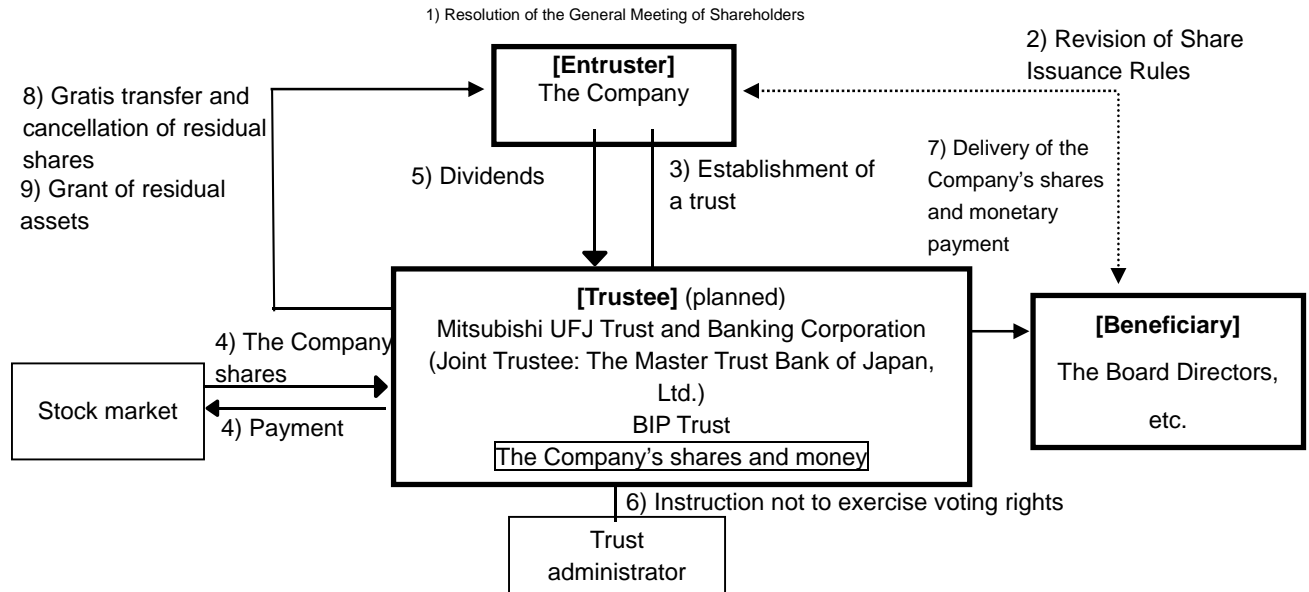 1) Resolution of the General Meeting of Shareholders
[Entruster]
The Company
2) Revision of Share
Issuance Rules
8) Gratis transfer and
cancellation of residual
shares
9) Grant of residual
assets
5) Dividends
3) Establishment of
a trust
7) Delivery of the
Company’s shares
and monetary
payment
[Trustee] (planned)
Mitsubishi UFJ Trust and Banking Corporation
(Joint Trustee: The Master Trust Bank of Japan,
Ltd.)
BIP Trust
The Company’s shares and money
[Beneficiary]
The Board Directors,
etc.
4) The Company
shares
Stock market
4) Payment
6) Instruction not to exercise voting rights
Trust
administrator